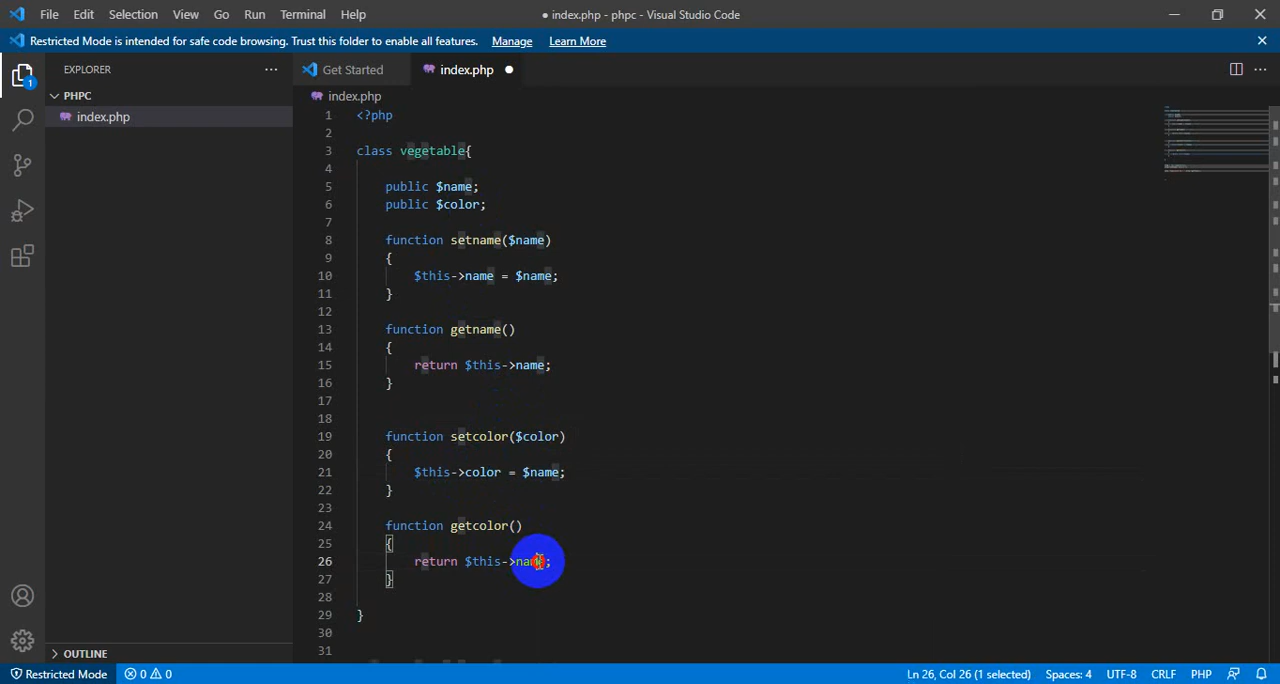 File Edit Selection View Go Run Terminal Help ● index.php - phpc - Visual Studio Code
Restricted Mode is intended for safe code browsing. Trust this folder to enable all features. Manage Learn More
EXPLORER ··· Get Started index.php ●
PHPC
index.php
index.php
1 <?php
2
3 class vegetable{
4
5 public $name;
6 public $color;
7
8 function setname($name)
9 {
10 $this->name = $name;
11 }
12
13 function getname()
14 {
15 return $this->name;
16 }
17
18
19 function setcolor($color)
20 {
21 $this->color = $name;
22 }
23
24 function getcolor()
25 {
26 return $this->name;
27 }
28
29 }
30
31
1
OUTLINE
Restricted Mode 0 0 Ln 26, Col 26 (1 selected) Spaces: 4 UTF-8 CRLF PHP